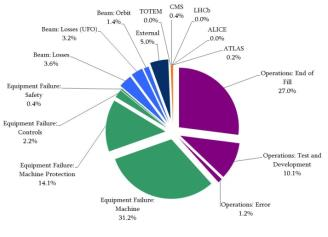 TOTEM
0.0%
CMS
0.4%
LHCb
0.0%
ALICE
0.0%
ATLAS
0.2%
Operations: End of
Fill
27.0%
Operations: Test and
Development
10.1%
Operations: Error
1.2%
Equipment Failure:
Machine
31.2%
Equipment Failure:
Machine Protection
14.1%
Equipment Failure:
Controls
2.2%
Equipment Failure:
Safety
0.4%
Beam: Losses
3.6%
Beam: Losses (UFO)
3.2%
Beam: Orbit
1.4%
External
5.0%